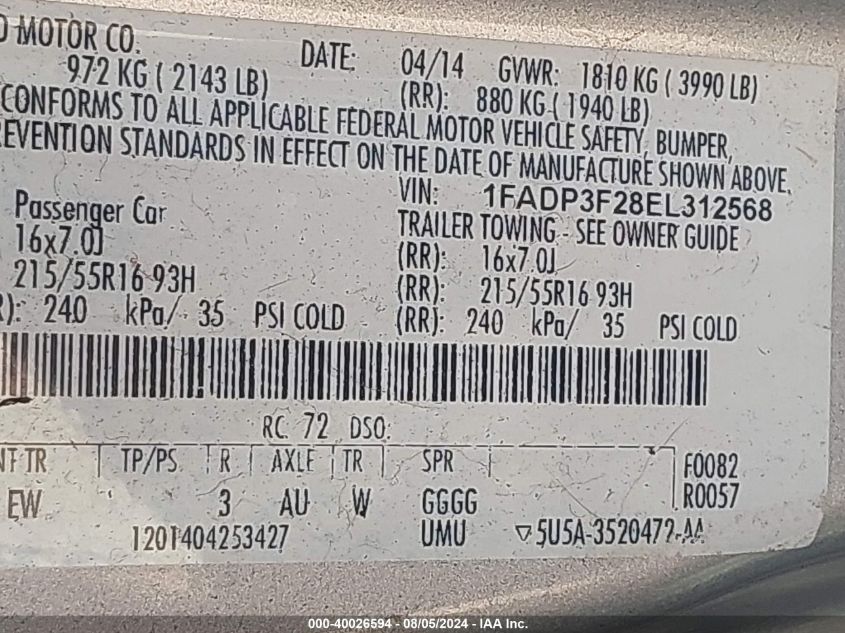 MOTOR CO. DATE: 04/14 GVWR: 1810 KG ( 3990 LB)
972 KG ( 2143 LB) (RR): 880 KG ( 1940 LB)
CONFORMS TO ALL APPLICABLE FEDERAL MOTOR VEHICLE SAFETY, BUMPER,
EVENTION STANDARDS IN EFFECT ON THE DATE OF MANUFACTURE SHOWN ABOVE.
VIN: 1FADP3F28EL312568
Passenger Car TRAILER TOWING - SEE OWNER GUIDE
16x7.0J (RR): 16x7.0J
215/55R16 93H (RR): 215/55R16 93H
R): 240 kPa/ 35 PSI COLD (RR): 240 kPa/ 35 PSI COLD
RC: 72 DSO:
NT TR TP/PS R AXLE TR SPR F0082
EW 3 AU W GGGG R0057
1201404253427 UMU ▽5U5A-3520472-AA
000-40026594 - 08/05/2024 - IAA Inc.